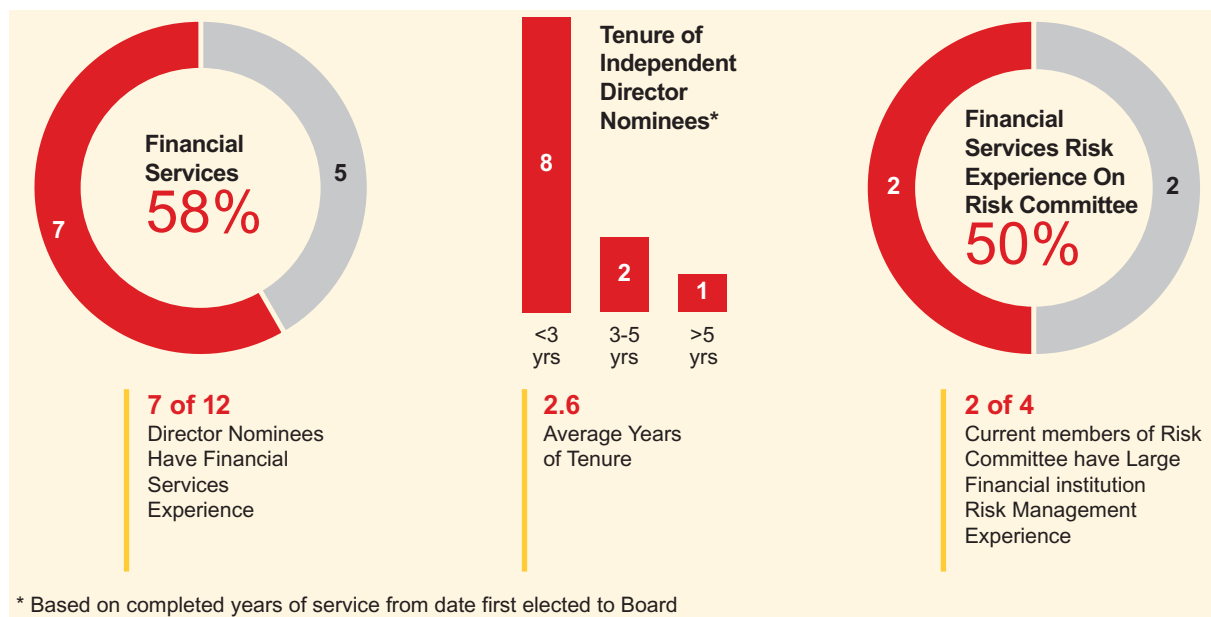 Financial
Services
58%
7
5
Tenure of
Independent
Director
Nominees*
8
2
1
<3
yrs
3-5
yrs
>5
yrs
Financial
Services Risk
Experience On
Risk Committee
50%
2
2
7 of 12
Director Nominees
Have Financial
Services
Experience
2.6
Average Years
of Tenure
2 of 4
Current members of Risk
Committee have Large
Financial institution
Risk Management
Experience
* Based on completed years of service from date first elected to Board